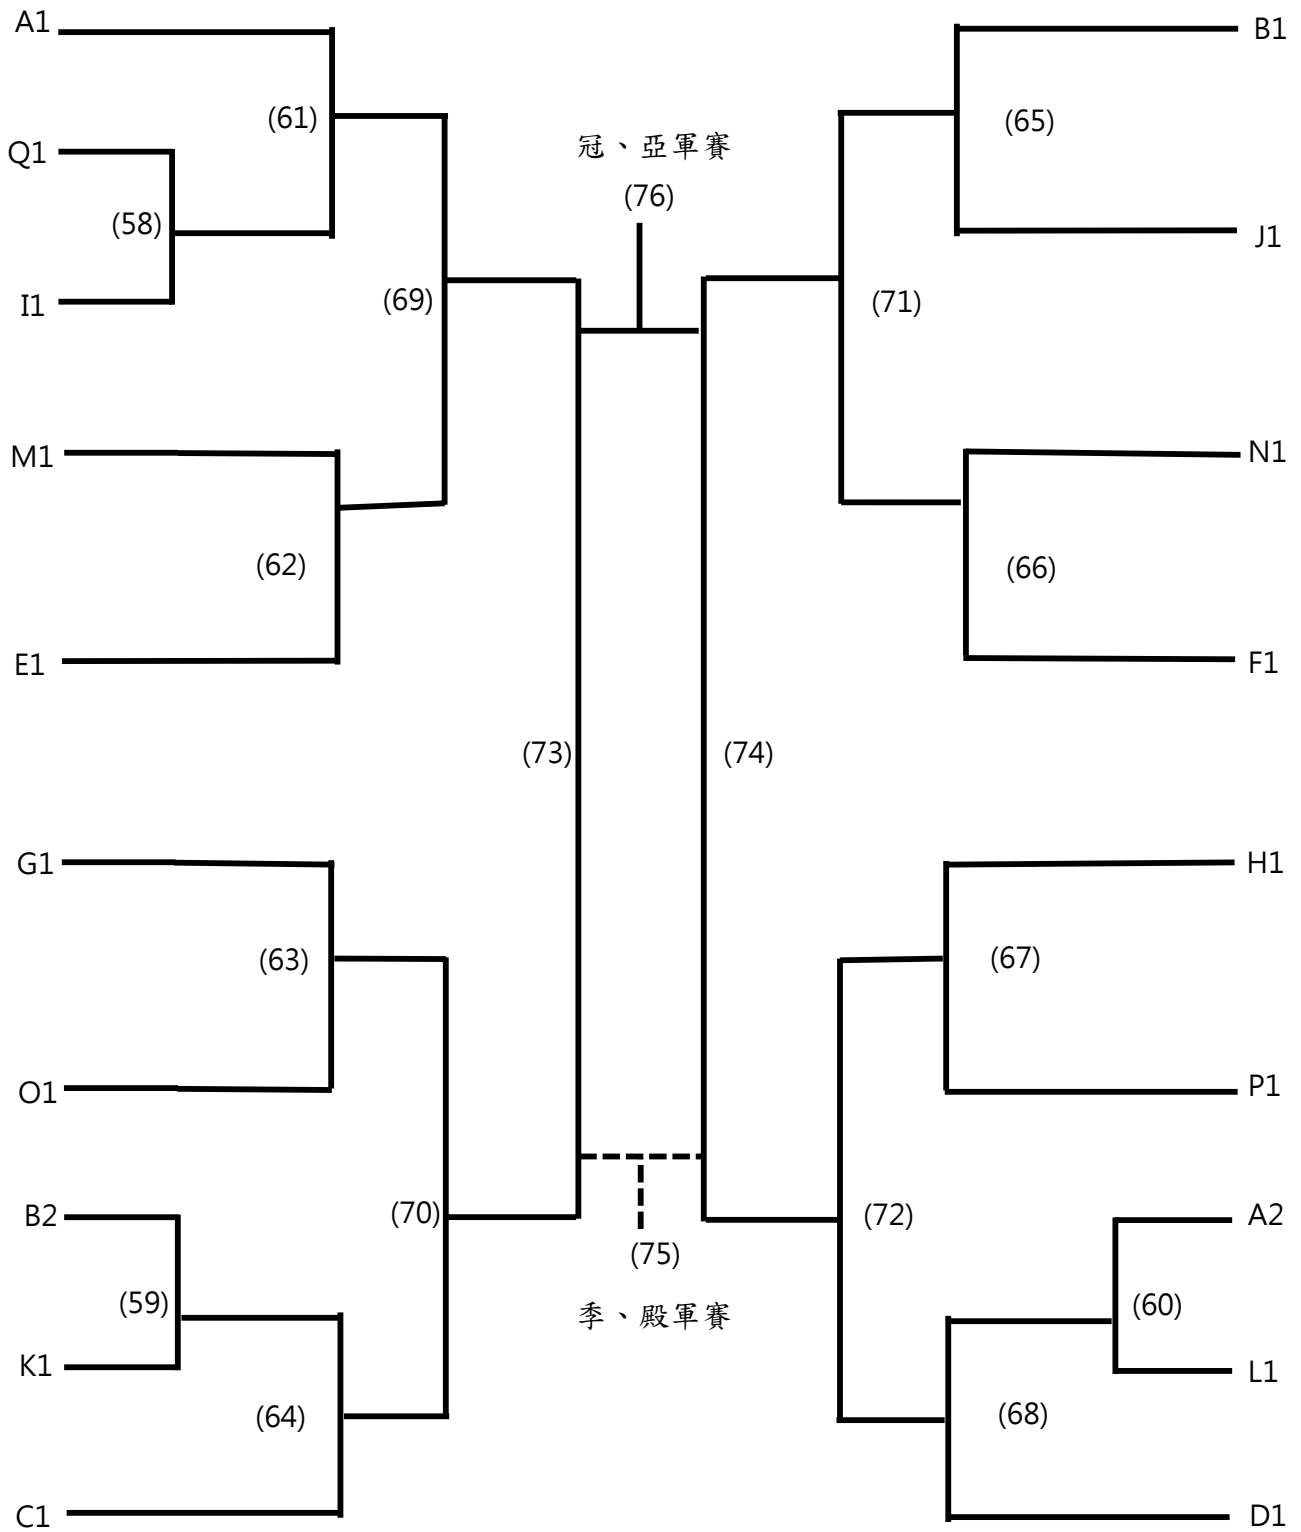 A1
B1
(61)
(65)
冠、亞軍賽
Q1
(76)
(58)
J1
I1
(69)
(71)
M1
N1
(62)
(66)
E1
F1
(73)
(74)
G1
H1
(63)
(67)
O1
P1
B2
(70)
(72)
A2
(75)
(59)
(60)
季、殿軍賽
K1
L1
(64)
(68)
C1
D1